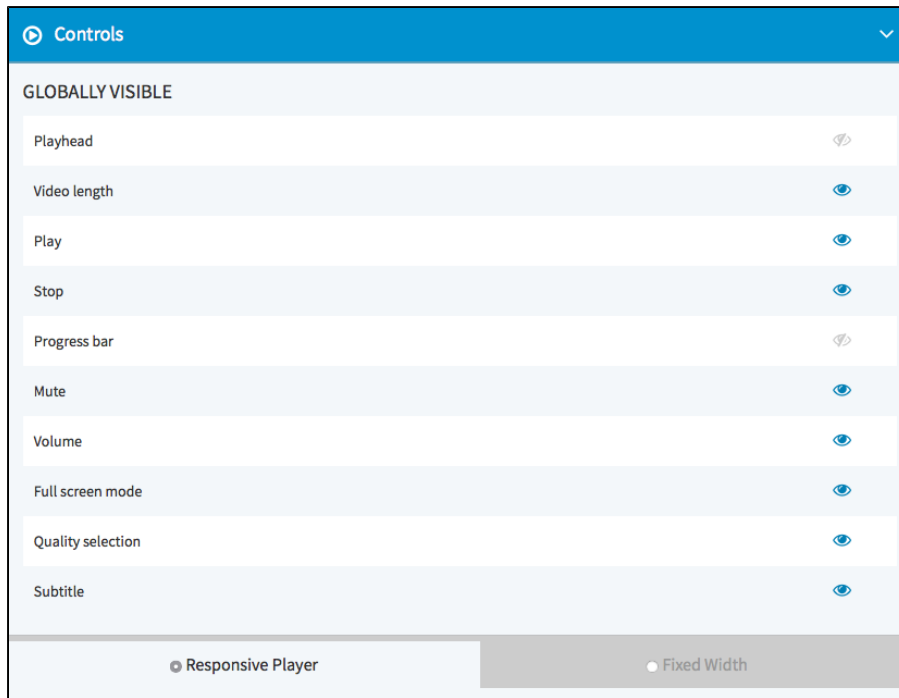 Controls
GLOBALLY VISIBLE
Playhead
Video length
Play
Stop
Progress bar
Mute
Volume
Full screen mode
Quality selection
Subtitle
Responsive Player
Fixed Width